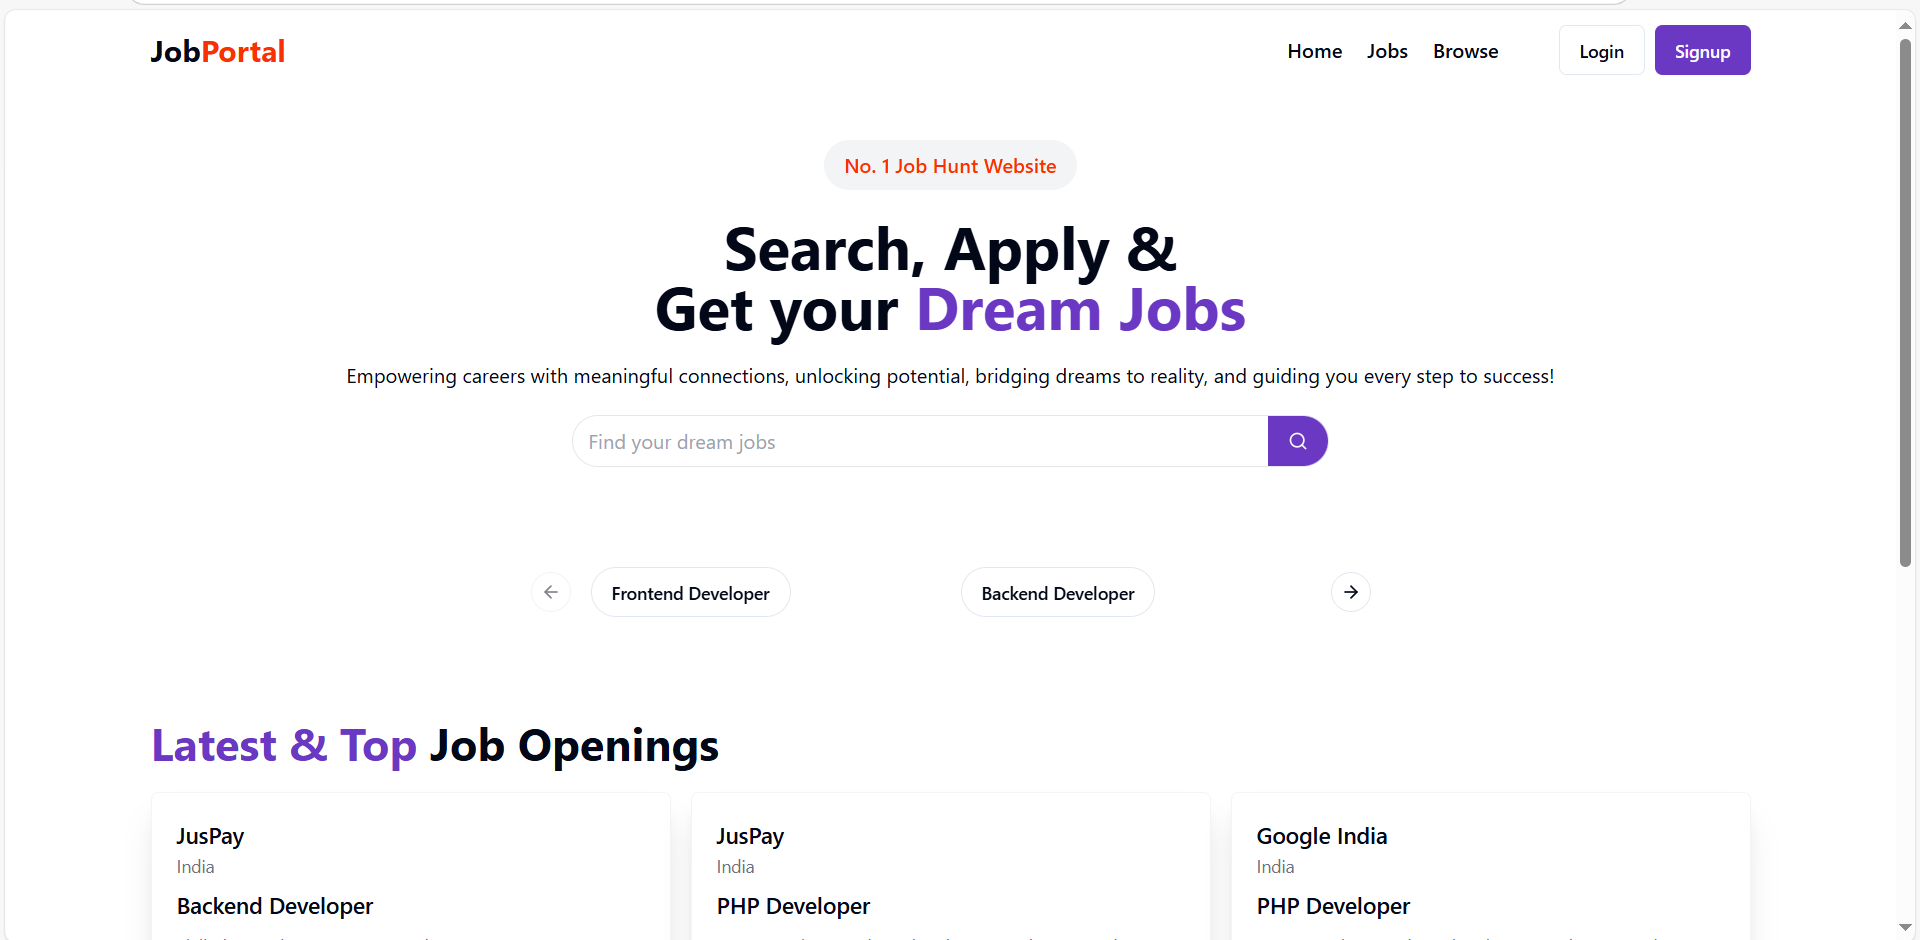 JobPortal
Home Jobs Browse Login Signup
No. 1 Job Hunt Website
Search, Apply &
Get your Dream Jobs
Empowering careers with meaningful connections, unlocking potential, bridging dreams to reality, and guiding you every step to success!
Find your dream jobs
Frontend Developer Backend Developer
Latest & Top Job Openings
JusPay
India
Backend Developer
JusPay
India
PHP Developer
Google India
India
PHP Developer